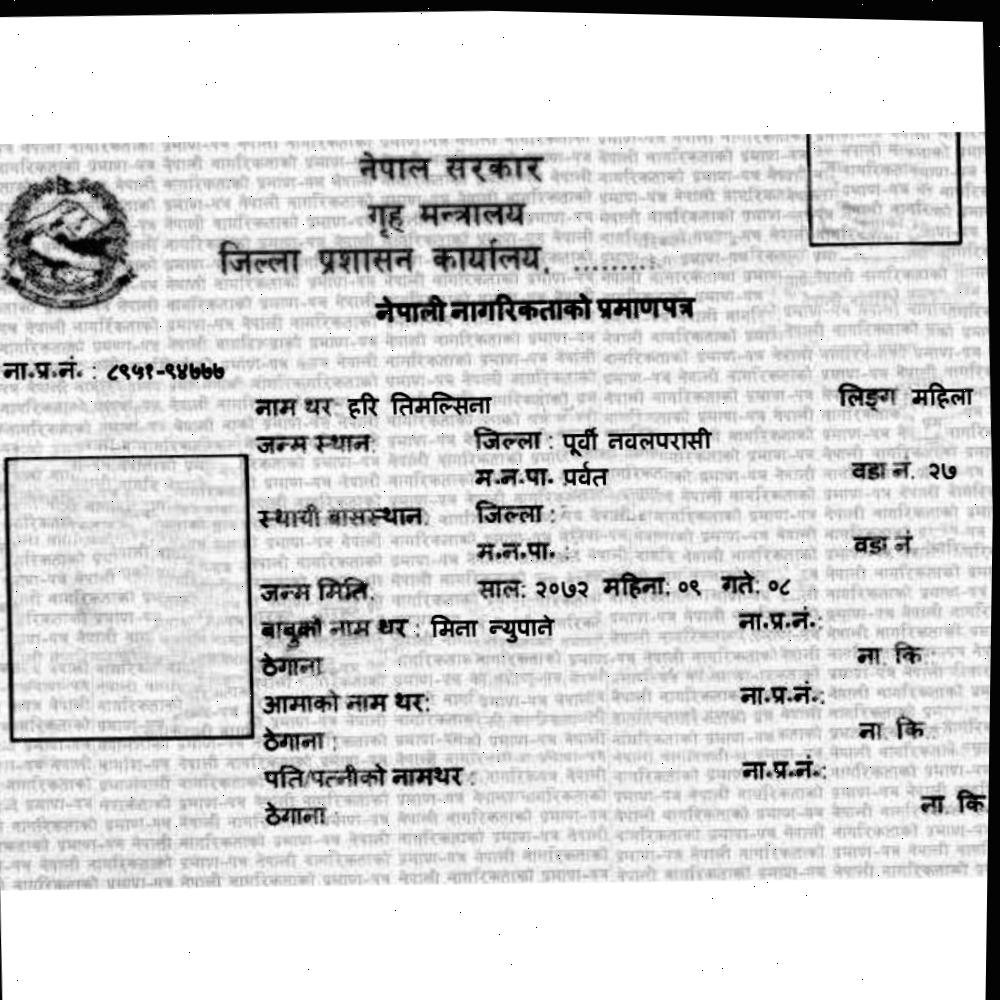 नेपाल सरकार
गृह मन्त्रालय
जिल्ला प्रशासन कार्यालय, .........
नेपाली नागरिकताको प्रमाणपत्र
ना.प्र.नं. : ८९५१-९४७७७
नाम थर हरि तिमल्सिना लिङ्ग महिला
जन्म स्थान: जिल्ला : पूर्वी नवलपरासी
म.न.पा. पर्वत वडा नं. २७
स्थायी बासस्थान: जिल्ला :
म.न.पा. : वडा नं
जन्म मिति: साल: २०७२ महिना: ०९ गते: ०८
बाबुको नाम थर : मिना न्युपाने ना.प्र.नं.:
ठेगाना ना. कि.:
आमाको नाम थर: ना.प्र.नं.:
ठेगाना : ना. कि
पति/पत्नीको नामथर : ना.प्र.नं.:
ठेगाना : ना. कि